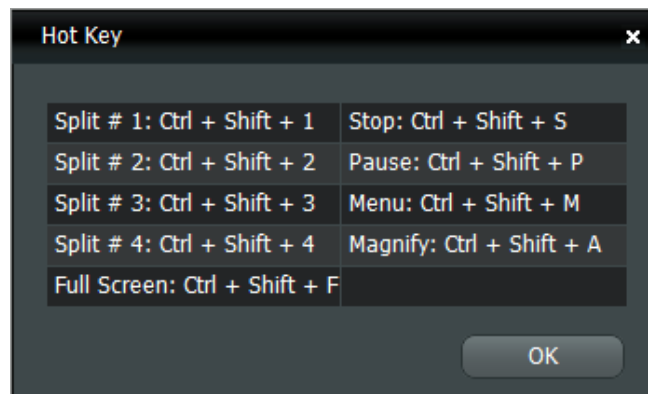 Hot Key
Split # 1: Ctrl + Shift + 1 Stop: Ctrl + Shift + S
Split # 2: Ctrl + Shift + 2 Pause: Ctrl + Shift + P
Split # 3: Ctrl + Shift + 3 Menu: Ctrl + Shift + M
Split # 4: Ctrl + Shift + 4 Magnify: Ctrl + Shift + A
Full Screen: Ctrl + Shift + F
OK